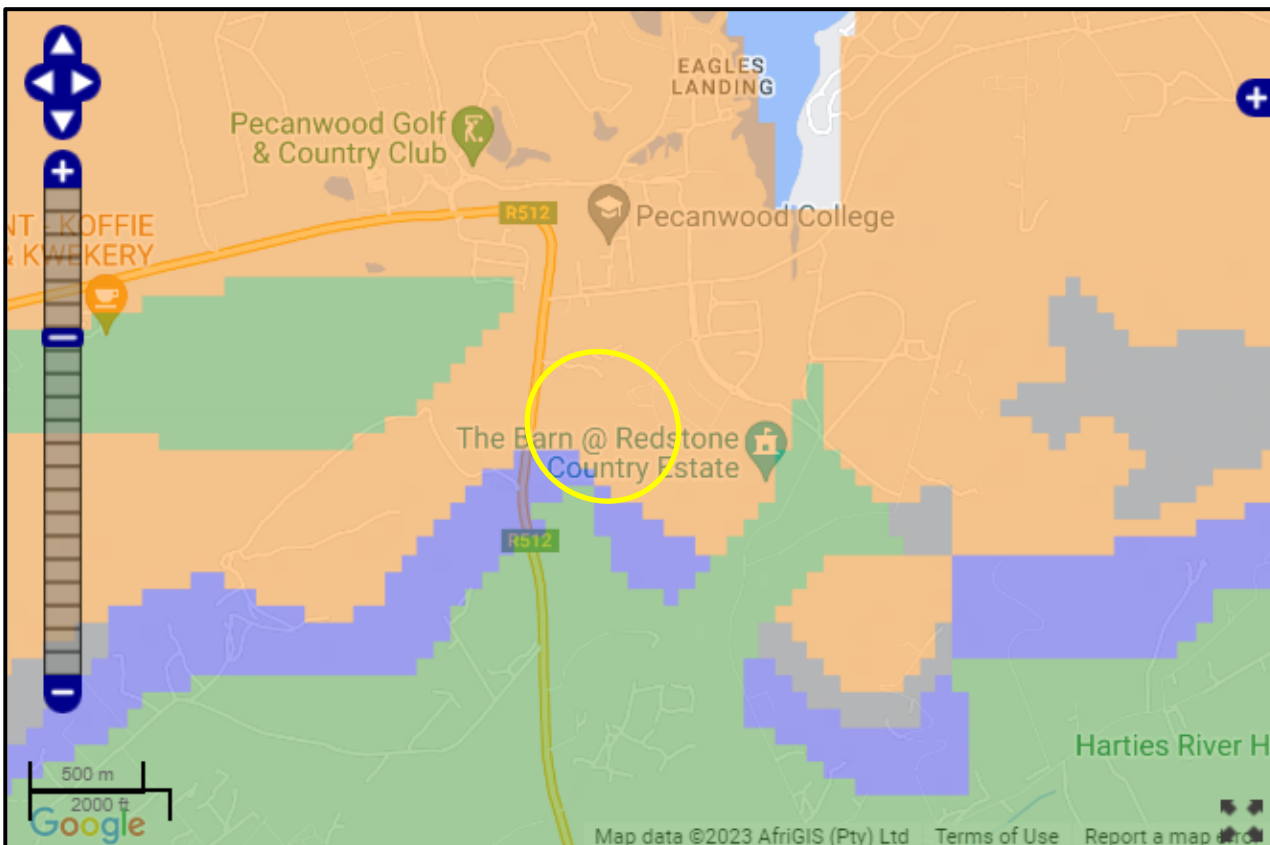 EAGLES
LANDING
Pecanwood Golf
& Country Club
R512
Pecanwood College
NT - KOFFIE
& KWEKERY
The Barn @ Redstone
Country Estate
R512
Harties River H
500 m
2000 ft
Google
Map data ©2023 AfriGIS (Pty) Ltd Terms of Use Report a map error